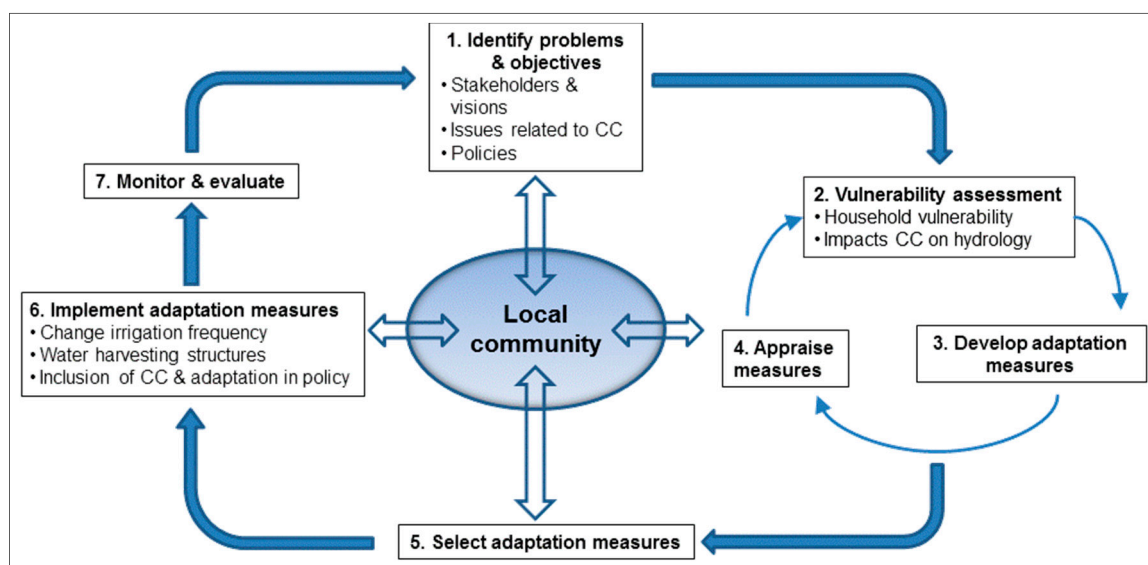 1. Identify problems
& objectives
• Stakeholders &
visions
• Issues related to CC
• Policies
7. Monitor & evaluate
2. Vulnerability assessment
• Household vulnerability
• Impacts CC on hydrology
6. Implement adaptation measures
• Change irrigation frequency
• Water harvesting structures
• Inclusion of CC & adaptation in policy
Local
community
4. Appraise
measures
3. Develop adaptation
measures
5. Select adaptation measures